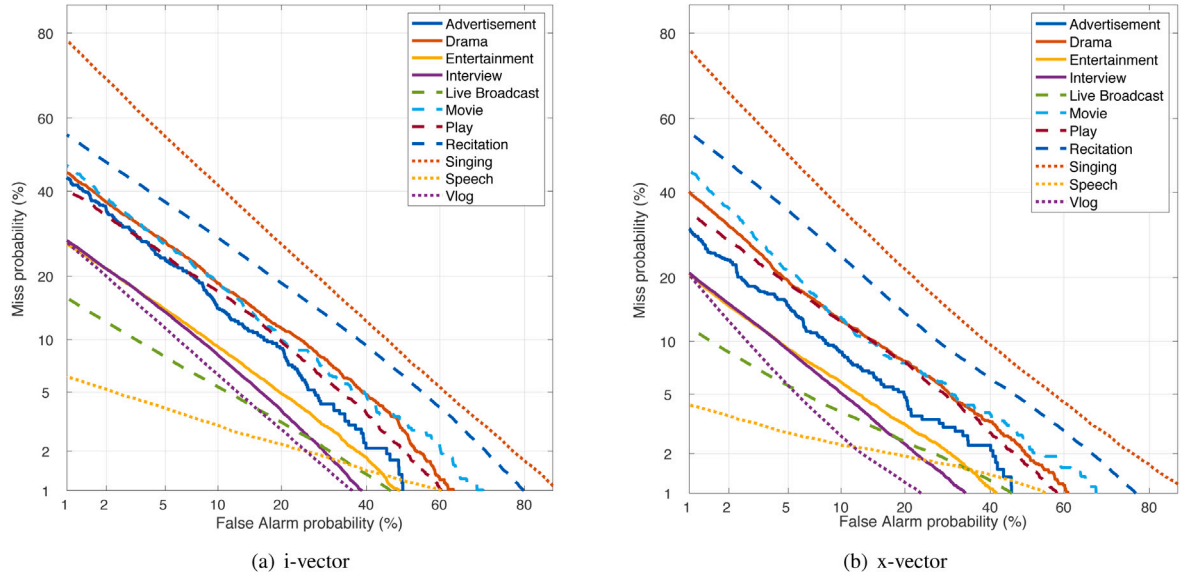 80
60
40
20
10
5
2
1
Miss probability (%)
Advertisement
Drama
Entertainment
Interview
Live Broadcast
Movie
Play
Recitation
Singing
Speech
Vlog
1 2 5 10 20 40 60 80
False Alarm probability (%)
(a) i-vector
80
60
40
20
10
5
2
1
Miss probability (%)
Advertisement
Drama
Entertainment
Interview
Live Broadcast
Movie
Play
Recitation
Singing
Speech
Vlog
1 2 5 10 20 40 60 80
False Alarm probability (%)
(b) x-vector